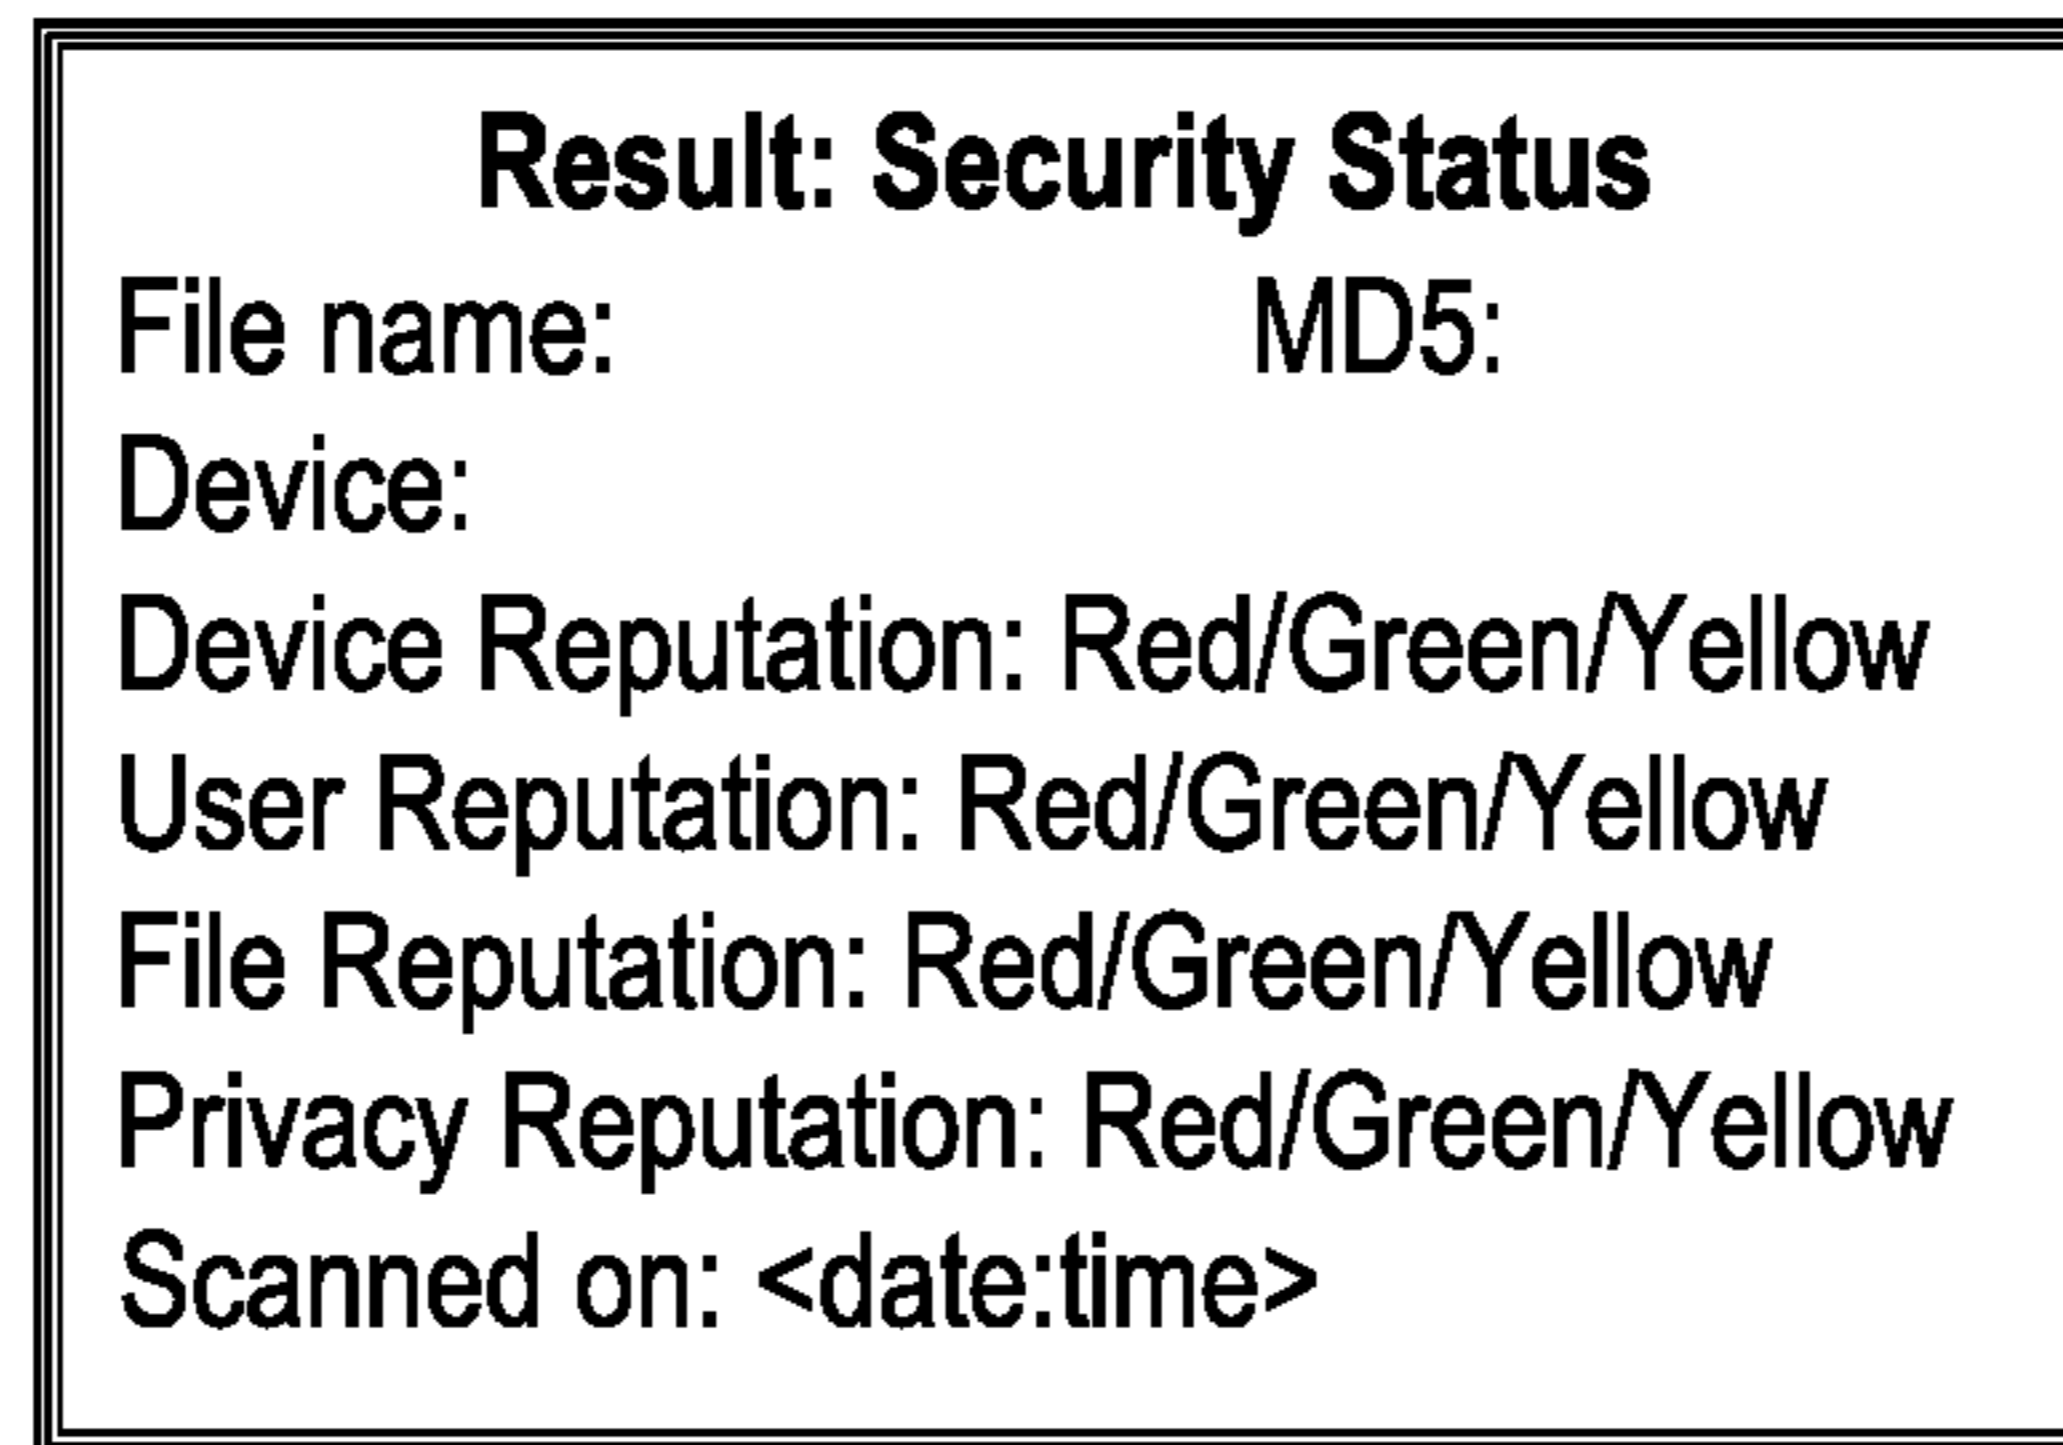 Result: Security Status
File name: MD5:
Device:
Device Reputation: Red/Green/Yellow
User Reputation: Red/Green/Yellow
File Reputation: Red/Green/Yellow
Privacy Reputation: Red/Green/Yellow
Scanned on: <date:time>